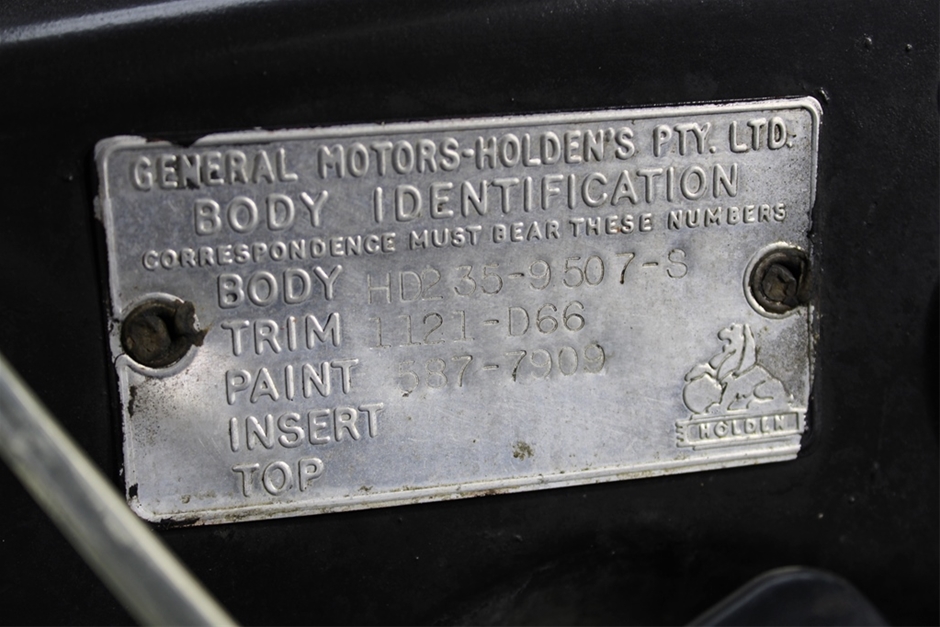 GENERAL MOTORS-HOLDEN'S PTY. LTD.
BODY IDENTIFICATION
CORRESPONDENCE MUST BEAR THESE NUMBERS
BODY HD235-9507-S
TRIM 1121-D66
PAINT 587-7909
INSERT
TOP
HOLDEN